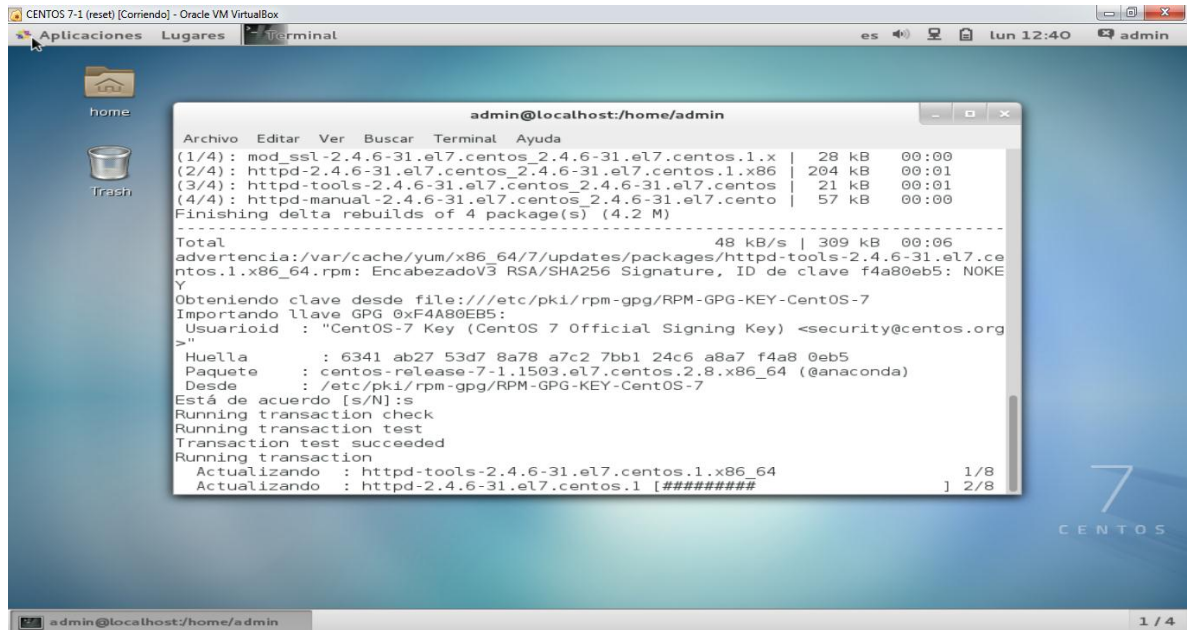 CENTOS 7-1 (reset) [Corriendo] - Oracle VM VirtualBox
Aplicaciones Lugares Terminal es lun 12:40 admin
home
Trash
admin@localhost:/home/admin
Archivo Editar Ver Buscar Terminal Ayuda
(1/4): mod_ssl-2.4.6-31.el7.centos_2.4.6-31.el7.centos.1.x | 28 kB 00:00
(2/4): httpd-2.4.6-31.el7.centos_2.4.6-31.el7.centos.1.x86 | 204 kB 00:01
(3/4): httpd-tools-2.4.6-31.el7.centos_2.4.6-31.el7.centos | 21 kB 00:01
(4/4): httpd-manual-2.4.6-31.el7.centos_2.4.6-31.el7.cento | 57 kB 00:00
Finishing delta rebuilds of 4 package(s) (4.2 M)
--------------------------------------------------------------------------------
Total 48 kB/s | 309 kB 00:06
advertencia:/var/cache/yum/x86_64/7/updates/packages/httpd-tools-2.4.6-31.el7.ce
ntos.1.x86_64.rpm: EncabezadoV3 RSA/SHA256 Signature, ID de clave f4a80eb5: NOKE
Y
Obteniendo clave desde file:///etc/pki/rpm-gpg/RPM-GPG-KEY-CentOS-7
Importando llave GPG 0xF4A80EB5:
Usuarioid : "CentOS-7 Key (CentOS 7 Official Signing Key) <security@centos.org
>"
Huella : 6341 ab27 53d7 8a78 a7c2 7bb1 24c6 a8a7 f4a8 0eb5
Paquete : centos-release-7-1.1503.el7.centos.2.8.x86_64 (@anaconda)
Desde : /etc/pki/rpm-gpg/RPM-GPG-KEY-CentOS-7
Está de acuerdo [s/N]:s
Running transaction check
Running transaction test
Transaction test succeeded
Running transaction
Actualizando : httpd-tools-2.4.6-31.el7.centos.1.x86_64 1/8
Actualizando : httpd-2.4.6-31.el7.centos.1 [######### ] 2/8
7
CENTOS
admin@localhost:/home/admin 1 / 4